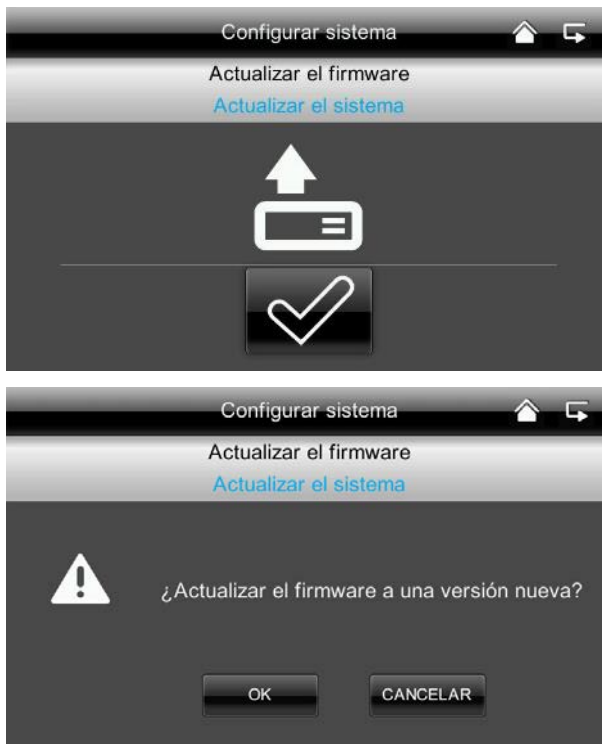 Configurar sistema
Actualizar el firmware
Actualizar el sistema
Configurar sistema
Actualizar el firmware
Actualizar el sistema
¿Actualizar el firmware a una versión nueva?
OK
CANCELAR